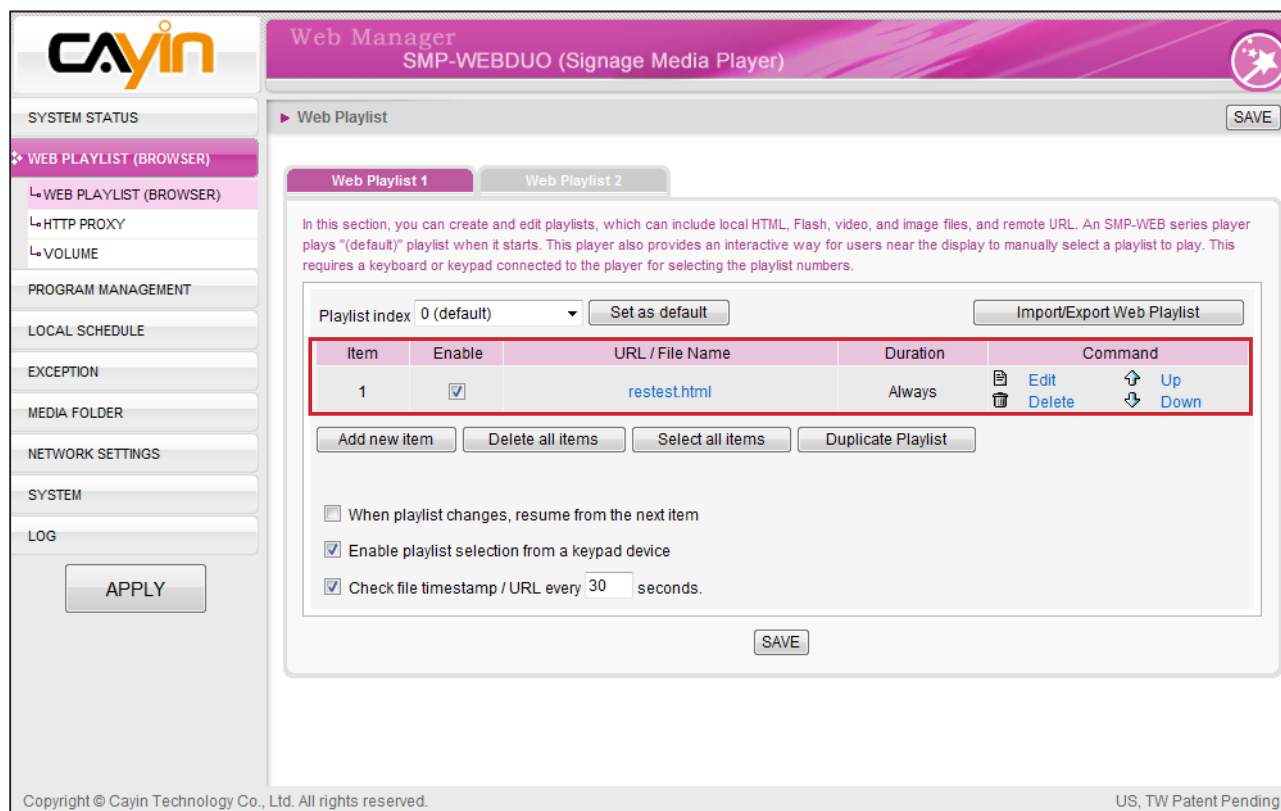 CAYIN
Web Manager
SMP-WEBDUO (Signage Media Player)
SYSTEM STATUS
WEB PLAYLIST (BROWSER)
WEB PLAYLIST (BROWSER)
HTTP PROXY
VOLUME
PROGRAM MANAGEMENT
LOCAL SCHEDULE
EXCEPTION
MEDIA FOLDER
NETWORK SETTINGS
SYSTEM
LOG
APPLY
Web Playlist
SAVE
Web Playlist 1 Web Playlist 2
In this section, you can create and edit playlists, which can include local HTML, Flash, video, and image files, and remote URL. An SMP-WEB series player
plays "(default)" playlist when it starts. This player also provides an interactive way for users near the display to manually select a playlist to play. This
requires a keyboard or keypad connected to the player for selecting the playlist numbers.
Playlist index 0 (default) Set as default Import/Export Web Playlist
Item Enable URL / File Name Duration Command
1 restest.html Always Edit Up
Delete Down
Add new item Delete all items Select all items Duplicate Playlist
When playlist changes, resume from the next item
Enable playlist selection from a keypad device
Check file timestamp / URL every 30 seconds.
SAVE
Copyright © Cayin Technology Co., Ltd. All rights reserved. US, TW Patent Pending